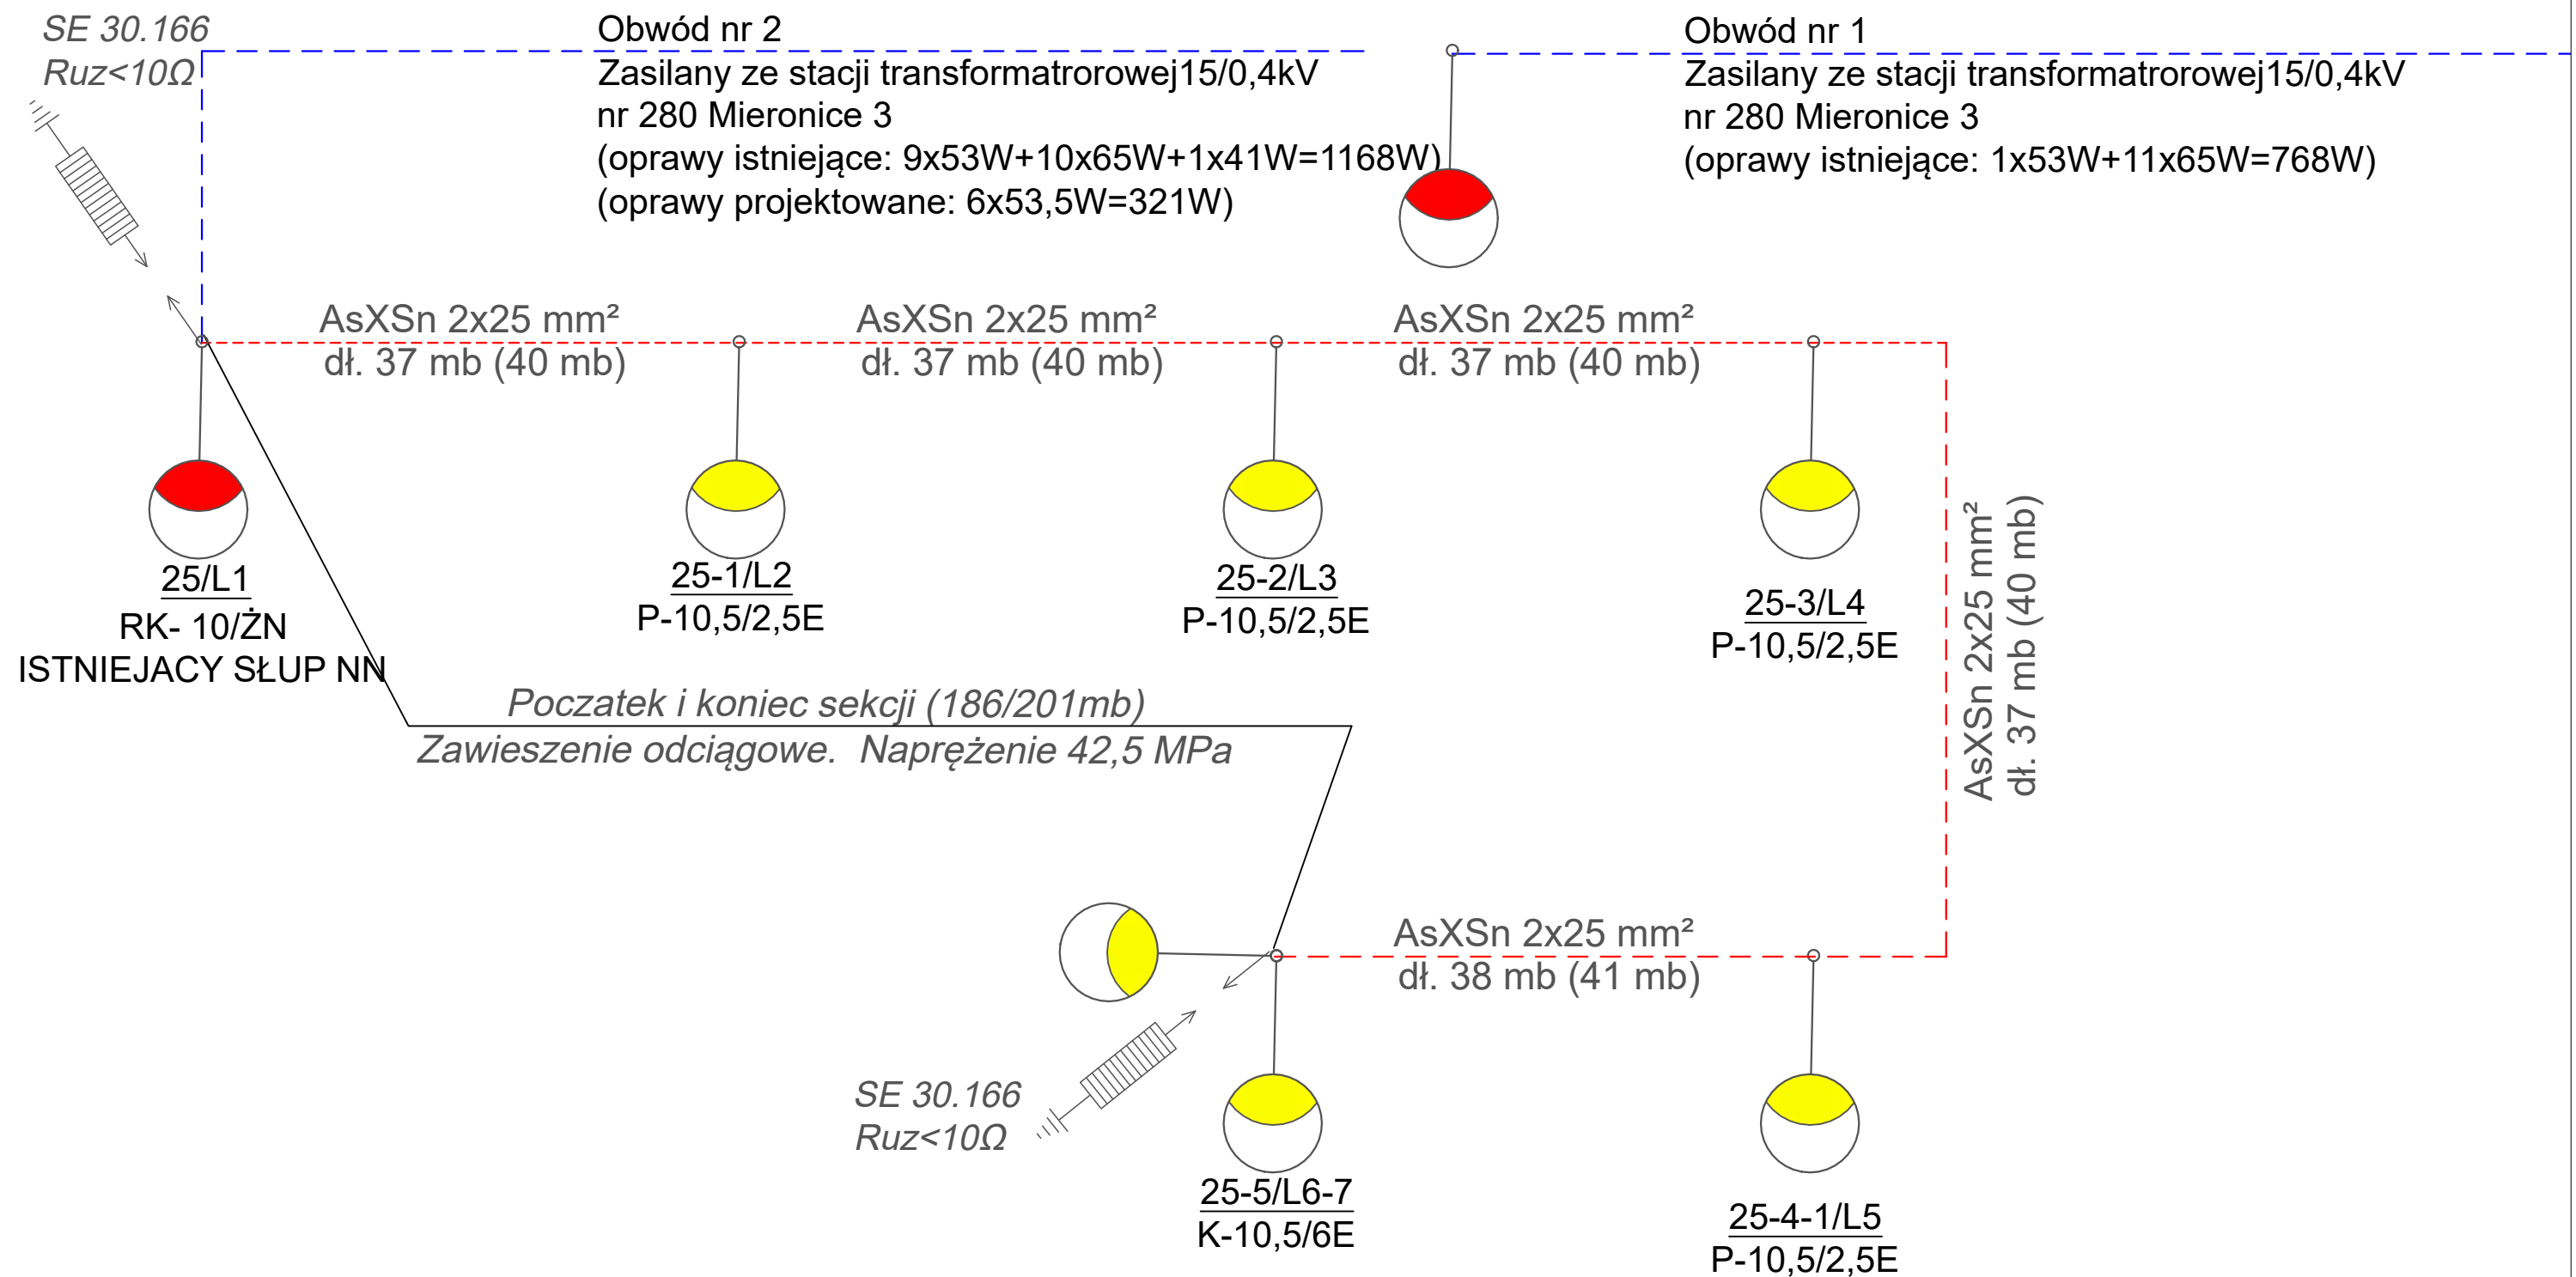 SE 30.166
Ruz<10Ω
Obwód nr 2
Zasilany ze stacji transformatrorowej15/0,4kV
nr 280 Mieronice 3
(oprawy istniejące: 9x53W+10x65W+1x41W=1168W)
(oprawy projektowane: 6x53,5W=321W)
Obwód nr 1
Zasilany ze stacji transformatrorowej15/0,4kV
nr 280 Mieronice 3
(oprawy istniejące: 1x53W+11x65W=768W)
AsXSn 2x25 mm²
dł. 37 mb (40 mb)
AsXSn 2x25 mm²
dł. 37 mb (40 mb)
AsXSn 2x25 mm²
dł. 37 mb (40 mb)
25/L1
RK- 10/ŻN
ISTNIEJACY SŁUP NN
25-1/L2
P-10,5/2,5E
25-2/L3
P-10,5/2,5E
25-3/L4
P-10,5/2,5E
AsXSn 2x25 mm²
dł. 37 mb (40 mb)
Poczatek i koniec sekcji (186/201mb)
Zawieszenie odciągowe. Naprężenie 42,5 MPa
AsXSn 2x25 mm²
dł. 38 mb (41 mb)
SE 30.166
Ruz<10Ω
25-5/L6-7
K-10,5/6E
25-4-1/L5
P-10,5/2,5E